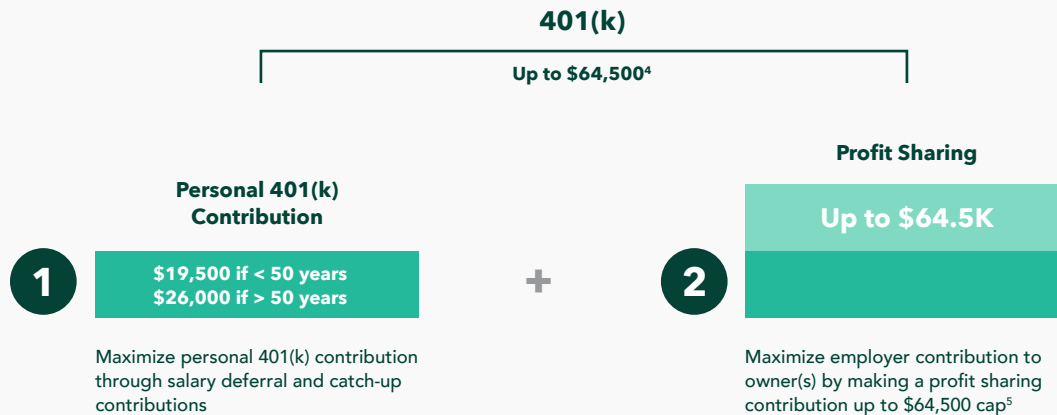 401(k)
Up to $64,500⁴
Personal 401(k)
Contribution
1
$19,500 if < 50 years
$26,000 if > 50 years
Maximize personal 401(k) contribution
through salary deferral and catch-up
contributions
+
Profit Sharing
2
Up to $64.5K
Maximize employer contribution to
owner(s) by making a profit sharing
contribution up to $64,500 cap⁵